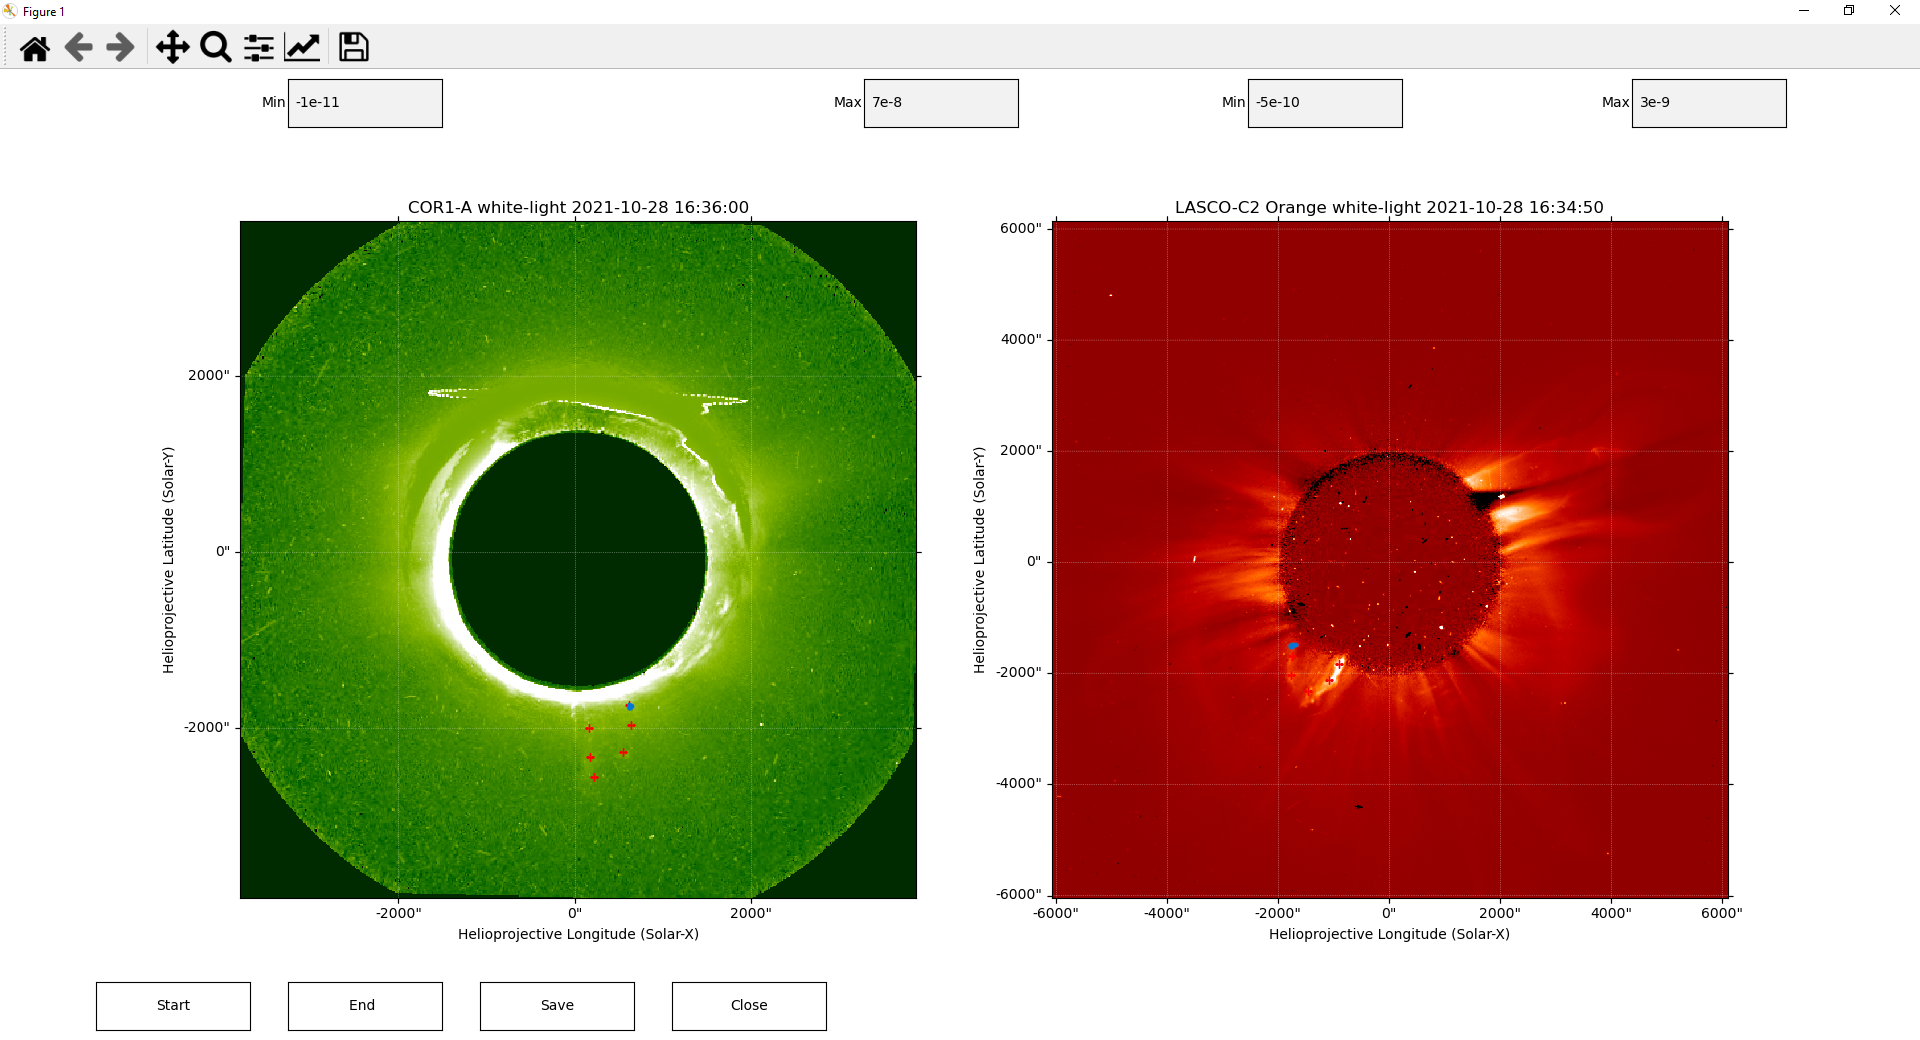 Figure 1
Min -1e-11
Max 7e-8
Min -5e-10
Max 3e-9
COR1-A white-light 2021-10-28 16:36:00
2000"
0"
-2000"
Helioprojective Latitude (Solar-Y)
-2000" 0" 2000"
Helioprojective Longitude (Solar-X)
LASCO-C2 Orange white-light 2021-10-28 16:34:50
6000"
4000"
2000"
0"
-2000"
-4000"
-6000"
Helioprojective Latitude (Solar-Y)
-6000" -4000" -2000" 0" 2000" 4000" 6000"
Helioprojective Longitude (Solar-X)
Start
End
Save
Close